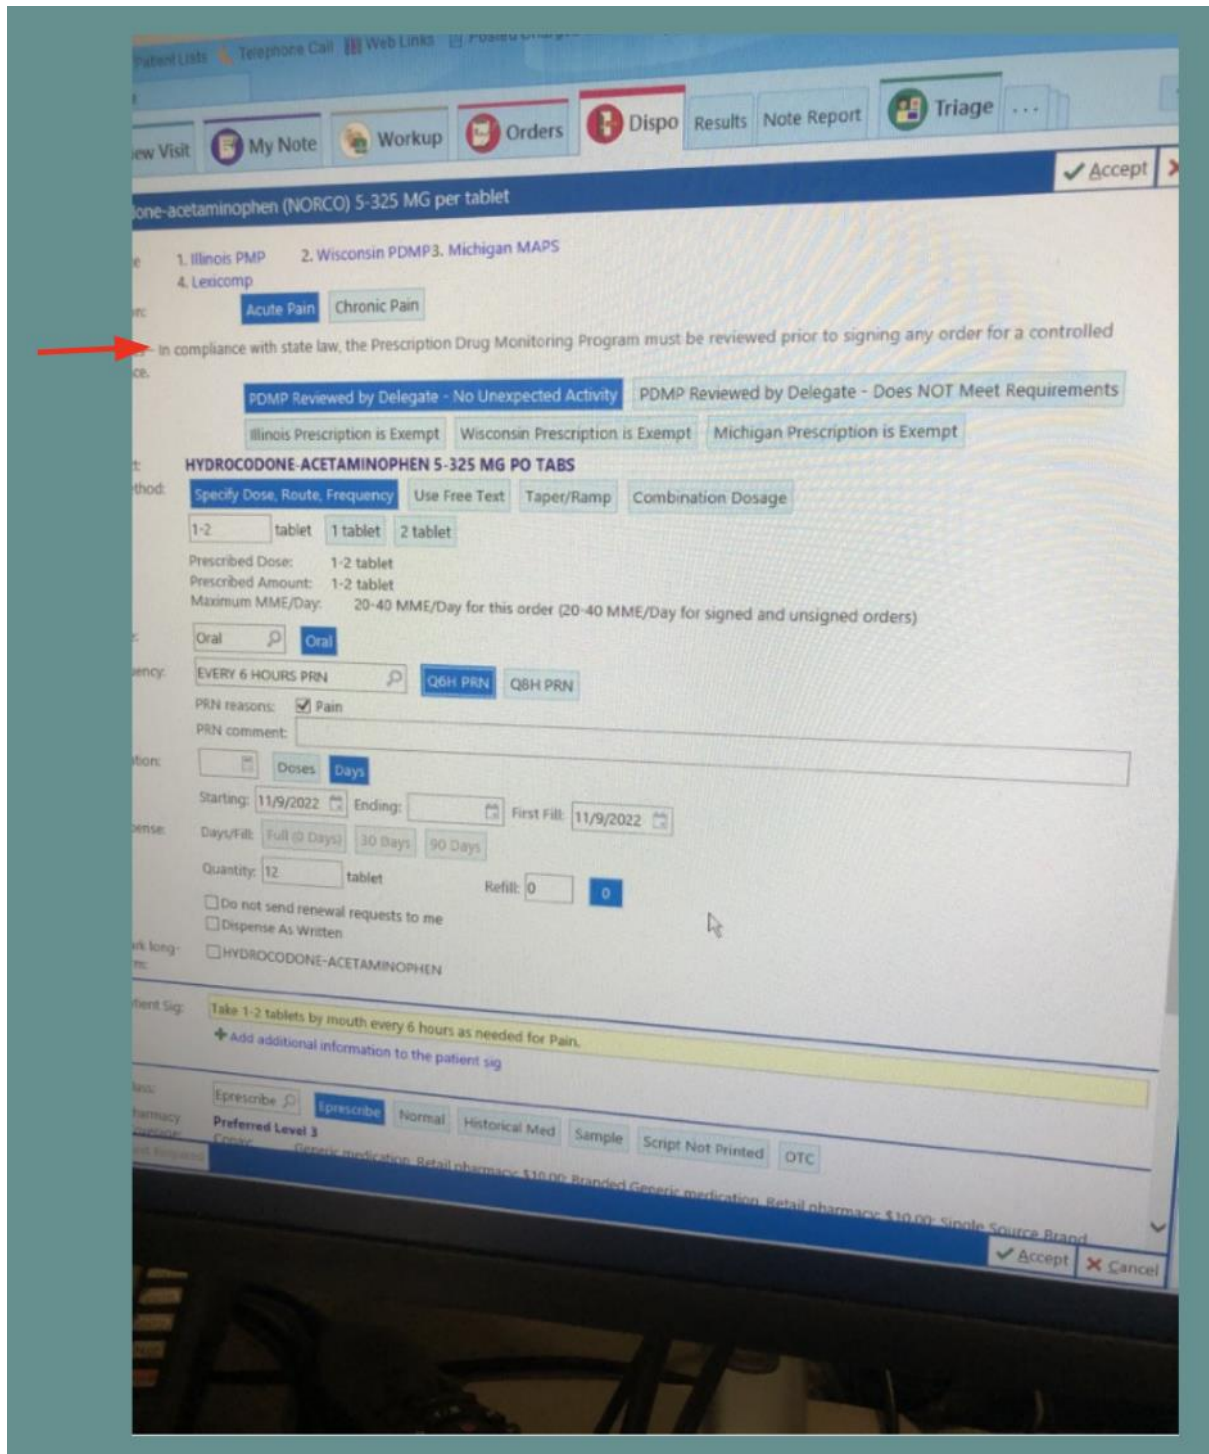 Patient Lists Telephone Call Web Links
ew Visit My Note Workup Orders Dispo Results Note Report Triage ...
Accept
one-acetaminophen (NORCO) 5-325 MG per tablet
1. Illinois PMP 2. Wisconsin PDMP3. Michigan MAPS
4. Lexicomp
Acute Pain Chronic Pain
- In compliance with state law, the Prescription Drug Monitoring Program must be reviewed prior to signing any order for a controlled
ce.
PDMP Reviewed by Delegate - No Unexpected Activity PDMP Reviewed by Delegate - Does NOT Meet Requirements
Illinois Prescription is Exempt Wisconsin Prescription is Exempt Michigan Prescription is Exempt
HYDROCODONE-ACETAMINOPHEN 5-325 MG PO TABS
thod: Specify Dose, Route, Frequency Use Free Text Taper/Ramp Combination Dosage
1-2 tablet 1 tablet 2 tablet
Prescribed Dose: 1-2 tablet
Prescribed Amount: 1-2 tablet
Maximum MME/Day: 20-40 MME/Day for this order (20-40 MME/Day for signed and unsigned orders)
Oral Oral
ency: EVERY 6 HOURS PRN Q6H PRN Q8H PRN
PRN reasons: Pain
PRN comment:
tion: Doses Days
Starting: 11/9/2022 Ending: First Fill: 11/9/2022
pense: Days/Fill: Full (0 Days) 30 Days 90 Days
Quantity: 12 tablet Refill: 0 0
Do not send renewal requests to me
Dispense As Written
rk long- HYDROCODONE-ACETAMINOPHEN
tient Sig: Take 1-2 tablets by mouth every 6 hours as needed for Pain.
Add additional information to the patient sig
Eprescribe Eprescribe Normal Historical Med Sample Script Not Printed OTC
harmacy Preferred Level 3
Copay: Generic medication. Retail pharmacy: $10.00; Branded Generic medication. Retail pharmacy: $10.00; Single Source Brand
Accept Cancel